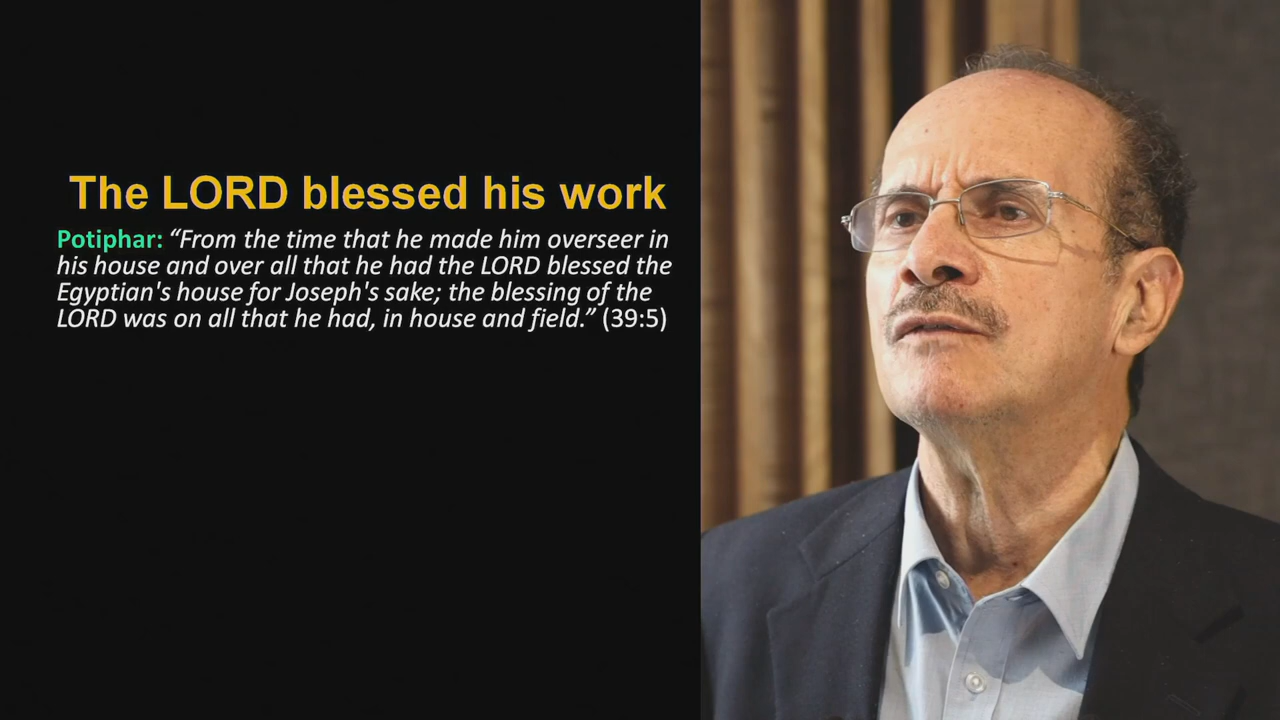 The LORD blessed his work
Potiphar: “From the time that he made him overseer in
his house and over all that he had the LORD blessed the
Egyptian's house for Joseph's sake; the blessing of the
LORD was on all that he had, in house and field.” (39:5)